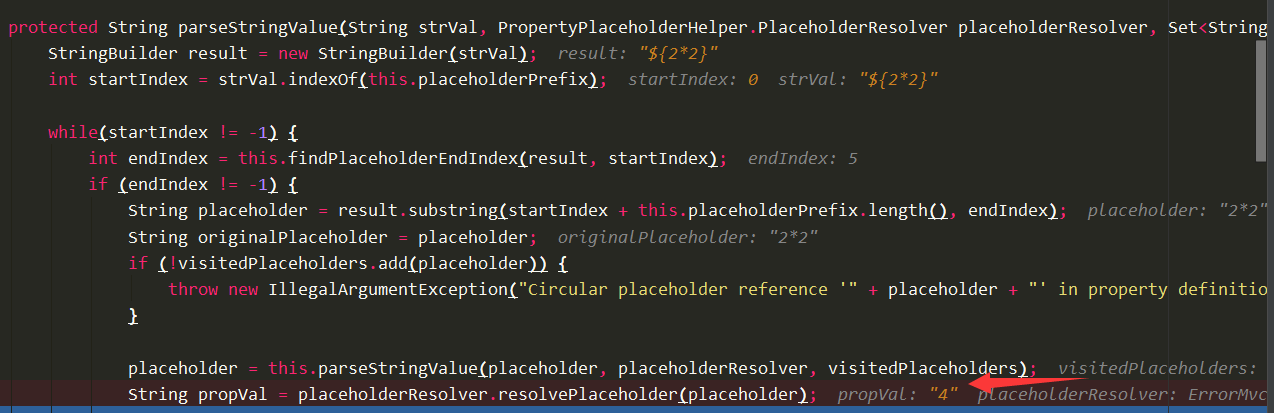 protected String parseStringValue(String strVal, PropertyPlaceholderHelper.PlaceholderResolver placeholderResolver, Set<String
StringBuilder result = new StringBuilder(strVal); result: "${2*2}"
int startIndex = strVal.indexOf(this.placeholderPrefix); startIndex: 0 strVal: "${2*2}"
while(startIndex != -1) {
int endIndex = this.findPlaceholderEndIndex(result, startIndex); endIndex: 5
if (endIndex != -1) {
String placeholder = result.substring(startIndex + this.placeholderPrefix.length(), endIndex); placeholder: "2*2"
String originalPlaceholder = placeholder; originalPlaceholder: "2*2"
if (!visitedPlaceholders.add(placeholder)) {
throw new IllegalArgumentException("Circular placeholder reference '" + placeholder + "' in property definitio
}
placeholder = this.parseStringValue(placeholder, placeholderResolver, visitedPlaceholders); visitedPlaceholders:
String propVal = placeholderResolver.resolvePlaceholder(placeholder); propVal: "4" placeholderResolver: ErrorMvc